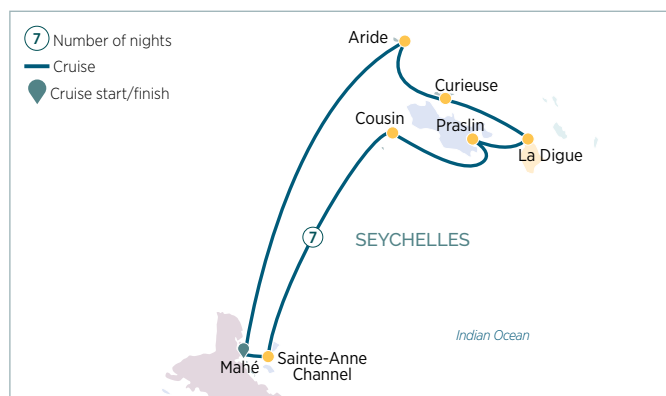 7 Number of nights
Cruise
Cruise start/finish
Aride
Curieuse
Cousin
Praslin
La Digue
7
SEYCHELLES
Indian Ocean
Mahé
Sainte-Anne
Channel